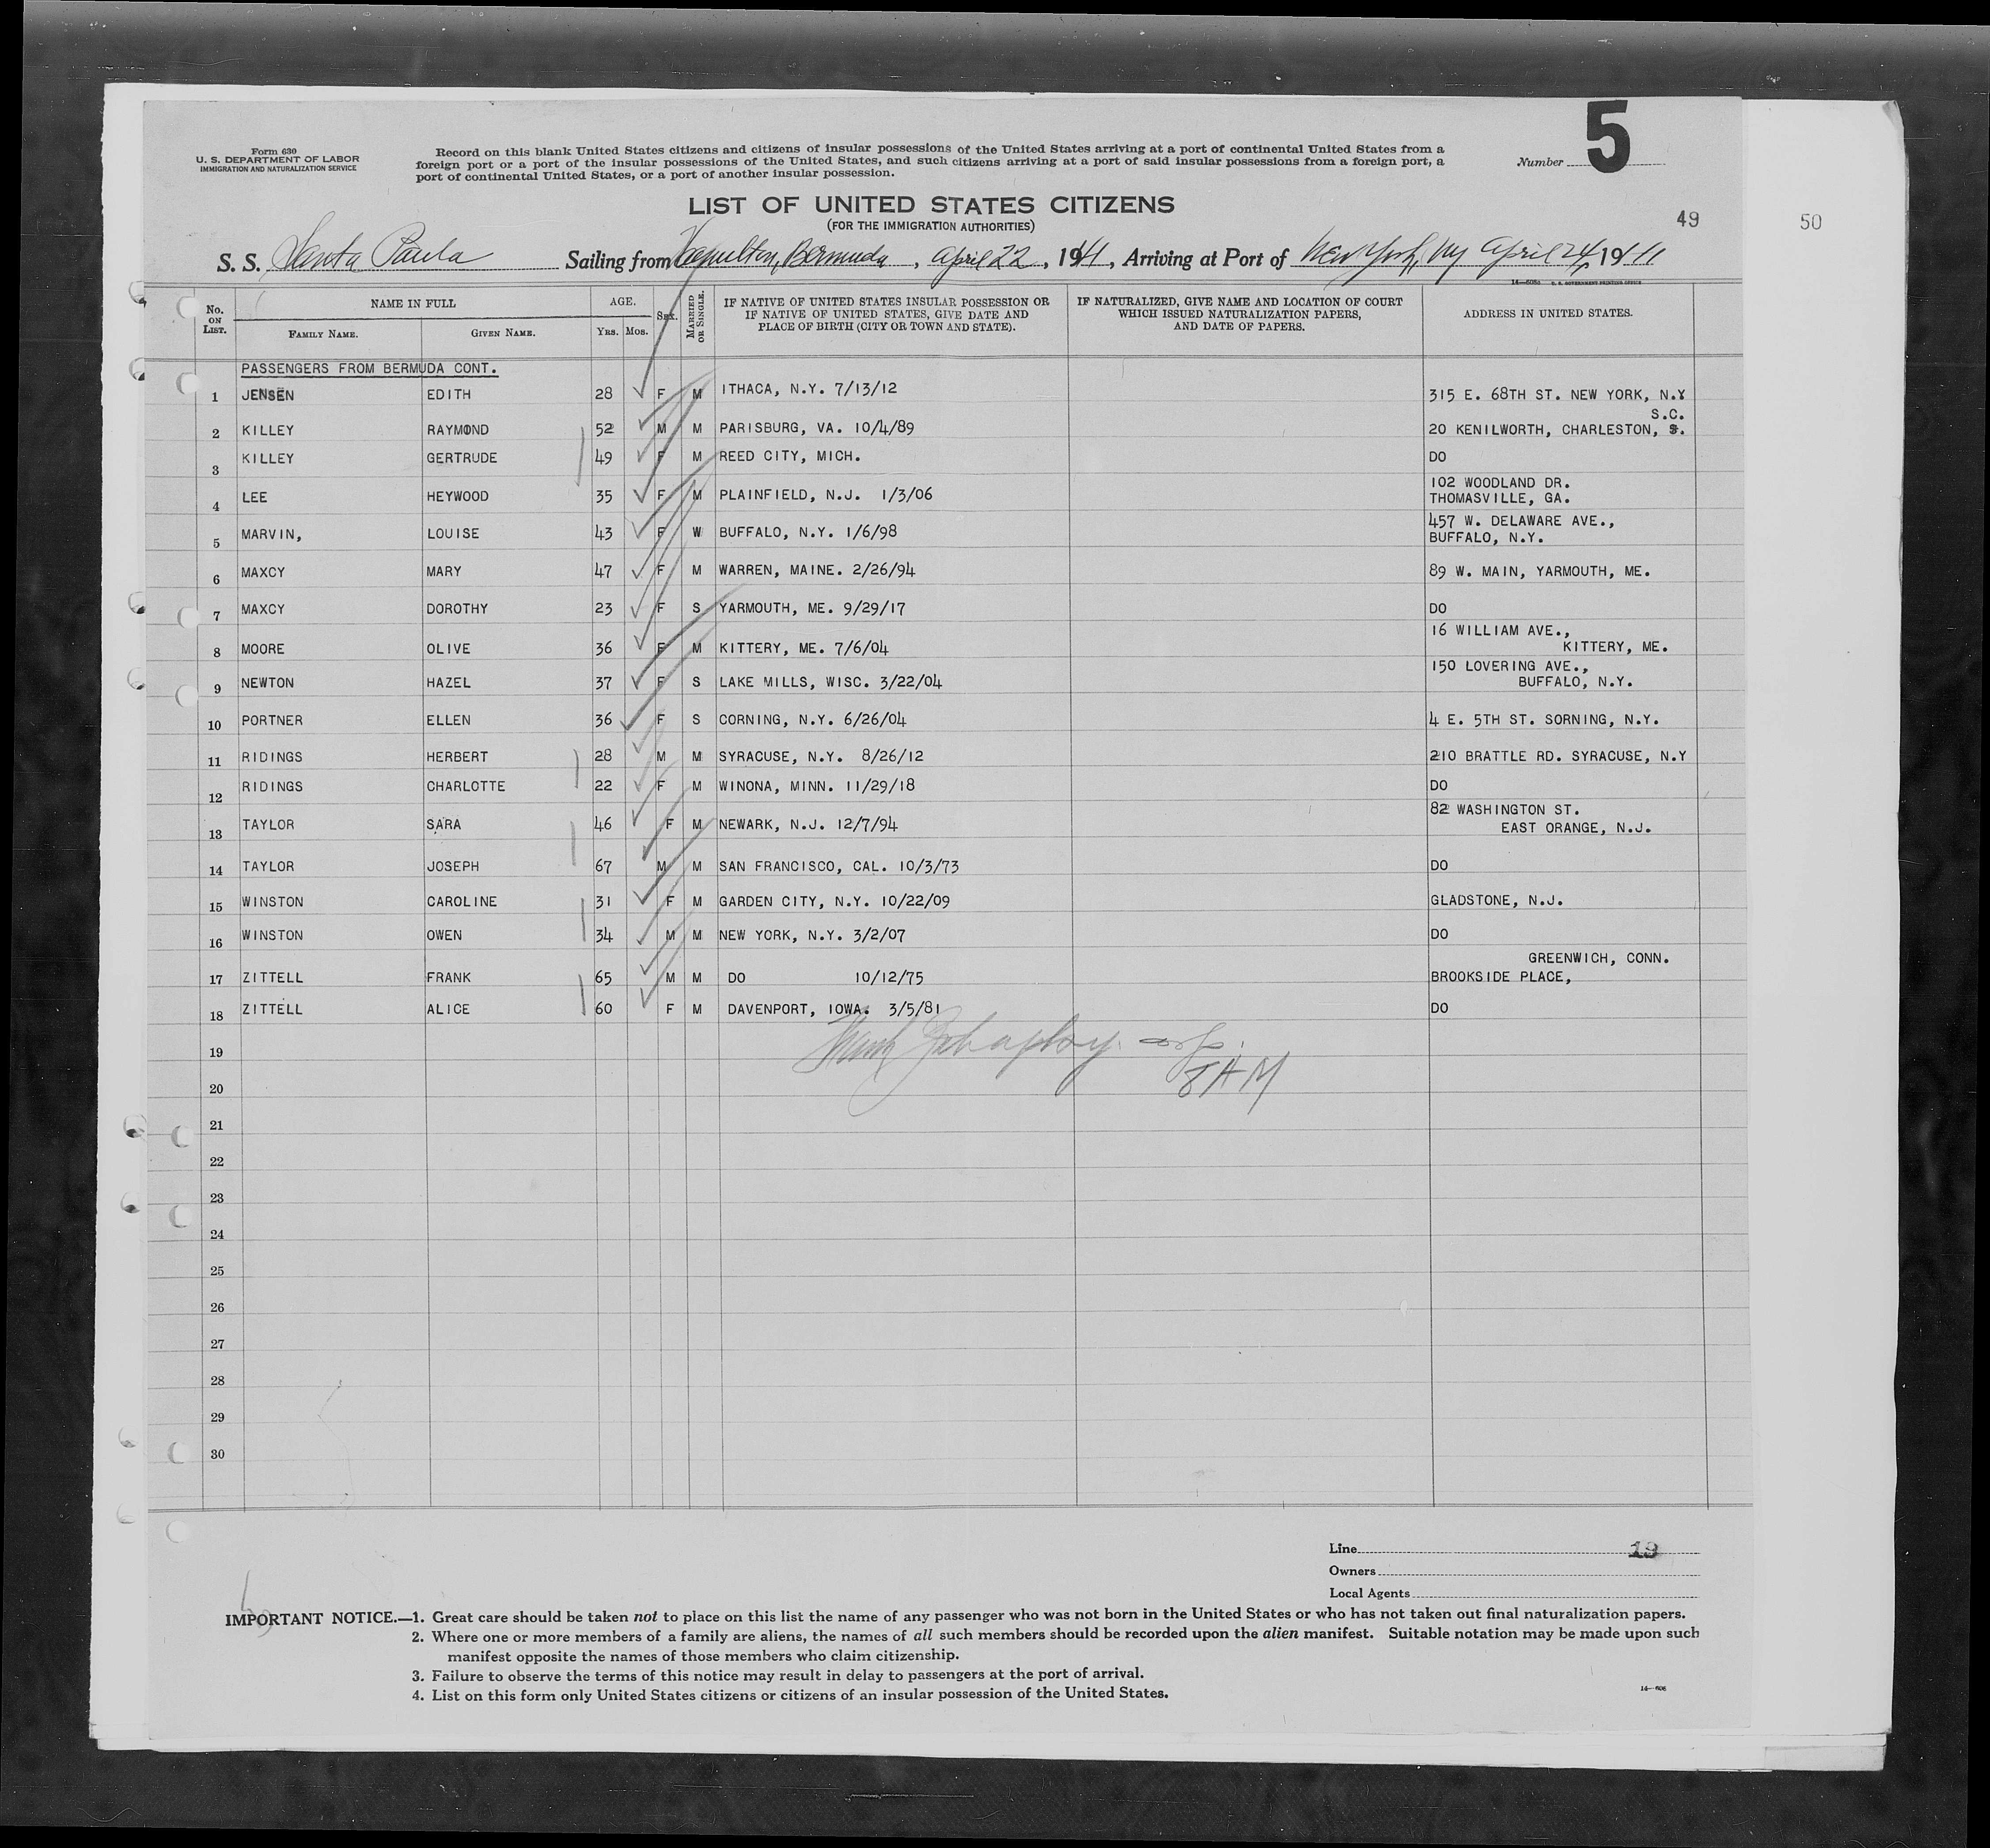 5
Form 630
U. S. DEPARTMENT OF LABOR
IMMIGRATION AND NATURALIZATION SERVICE
Record on this blank United States citizens and citizens of insular possessions of the United States arriving at a port of continental United States from a
foreign port or a port of the insular possessions of the United States, and such citizens arriving at a port of said insular possessions from a foreign port, a
port of continental United States, or a port of another insular possession.
Number
LIST OF UNITED STATES CITIZENS
(FOR THE IMMIGRATION AUTHORITIES)
49
50
S. S. Santa Paula Sailing from Hamilton, Bermuda, April 22, 1941, Arriving at Port of New York, NY April 24, 1941
No. ON LIST. NAME IN FULL AGE. SEX. MARRIED OR SINGLE. IF NATIVE OF UNITED STATES INSULAR POSSESSION OR IF NATIVE OF UNITED STATES, GIVE DATE AND PLACE OF BIRTH (CITY OR TOWN AND STATE). IF NATURALIZED, GIVE NAME AND LOCATION OF COURT WHICH ISSUED NATURALIZATION PAPERS, AND DATE OF PAPERS. ADDRESS IN UNITED STATES.
FAMILY NAME. GIVEN NAME. YRS. MOS.
PASSENGERS FROM BERMUDA CONT.
1 JENSEN EDITH 28 F M ITHACA, N.Y. 7/13/12 315 E. 68TH ST. NEW YORK, N.Y
S.C.
2 KILLEY RAYMOND 52 M M PARISBURG, VA. 10/4/89 20 KENILWORTH, CHARLESTON, S.
3 KILLEY GERTRUDE 49 F M REED CITY, MICH. DO
102 WOODLAND DR.
4 LEE HEYWOOD 35 F M PLAINFIELD, N.J. 1/3/06 THOMASVILLE, GA.
457 W. DELAWARE AVE.,
5 MARVIN, LOUISE 43 F W BUFFALO, N.Y. 1/6/98 BUFFALO, N.Y.
6 MAXCY MARY 47 F M WARREN, MAINE. 2/26/94 89 W. MAIN, YARMOUTH, ME.
7 MAXCY DOROTHY 23 F S YARMOUTH, ME. 9/29/17 DO
16 WILLIAM AVE.,
8 MOORE OLIVE 36 F M KITTERY, ME. 7/6/04 KITTERY, ME.
150 LOVERING AVE.,
9 NEWTON HAZEL 37 F S LAKE MILLS, WISC. 3/22/04 BUFFALO, N.Y.
10 PORTNER ELLEN 36 F S CORNING, N.Y. 6/26/04 4 E. 5TH ST. SORNING, N.Y.
11 RIDINGS HERBERT 28 M M SYRACUSE, N.Y. 8/26/12 210 BRATTLE RD. SYRACUSE, N.Y
12 RIDINGS CHARLOTTE 22 F M WINONA, MINN. 11/29/18 DO
82 WASHINGTON ST.
13 TAYLOR SARA 46 F M NEWARK, N.J. 12/7/94 EAST ORANGE, N.J.
14 TAYLOR JOSEPH 67 M M SAN FRANCISCO, CAL. 10/3/73 DO
15 WINSTON CAROLINE 31 F M GARDEN CITY, N.Y. 10/22/09 GLADSTONE, N.J.
16 WINSTON OWEN 34 M M NEW YORK, N.Y. 3/2/07 DO
GREENWICH, CONN.
17 ZITTELL FRANK 65 M M DO 10/12/75 BROOKSIDE PLACE,
18 ZITTELL ALICE 60 F M DAVENPORT, IOWA. 3/5/81 DO
19
20
21
22
23
24
25
26
27
28
29
30
Line 19
Owners
Local Agents
IMPORTANT NOTICE.—1. Great care should be taken not to place on this list the name of any passenger who was not born in the United States or who has not taken out final naturalization papers.
2. Where one or more members of a family are aliens, the names of all such members should be recorded upon the alien manifest. Suitable notation may be made upon such
manifest opposite the names of those members who claim citizenship.
3. Failure to observe the terms of this notice may result in delay to passengers at the port of arrival.
4. List on this form only United States citizens or citizens of an insular possession of the United States.